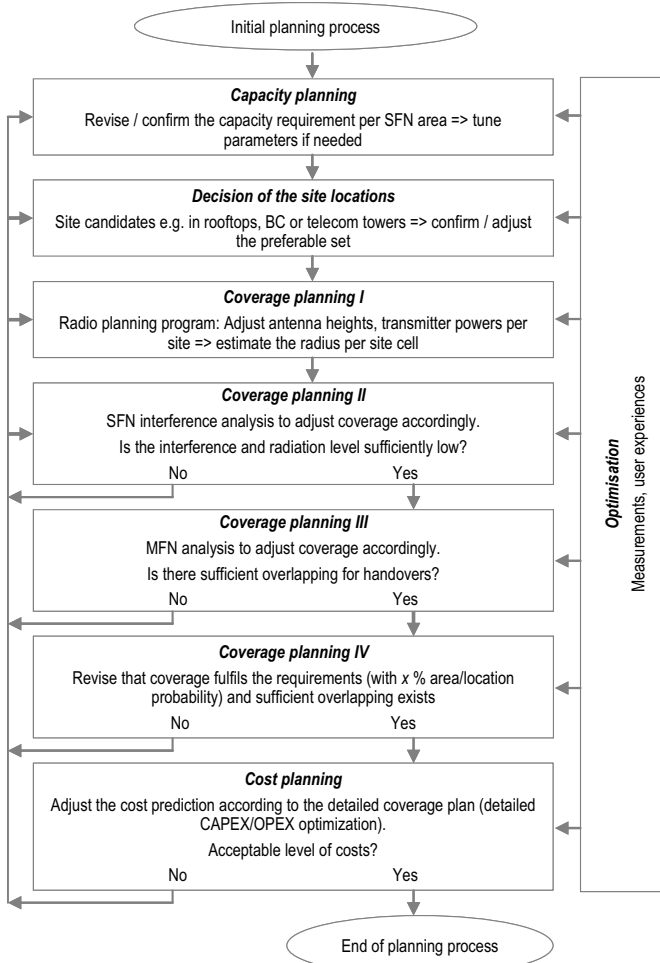 Initial planning process
Capacity planning
Revise / confirm the capacity requirement per SFN area => tune
parameters if needed
Decision of the site locations
Site candidates e.g. in rooftops, BC or telecom towers => confirm / adjust
the preferable set
Coverage planning I
Radio planning program: Adjust antenna heights, transmitter powers per
site => estimate the radius per site cell
Coverage planning II
SFN interference analysis to adjust coverage accordingly.
Is the interference and radiation level sufficiently low?
No Yes
Coverage planning III
MFN analysis to adjust coverage accordingly.
Is there sufficient overlapping for handovers?
No Yes
Coverage planning IV
Revise that coverage fulfils the requirements (with x % area/location
probability) and sufficient overlapping exists
No Yes
Cost planning
Adjust the cost prediction according to the detailed coverage plan (detailed
CAPEX/OPEX optimization).
Acceptable level of costs?
No Yes
End of planning process
Optimisation
Measurements, user experiences